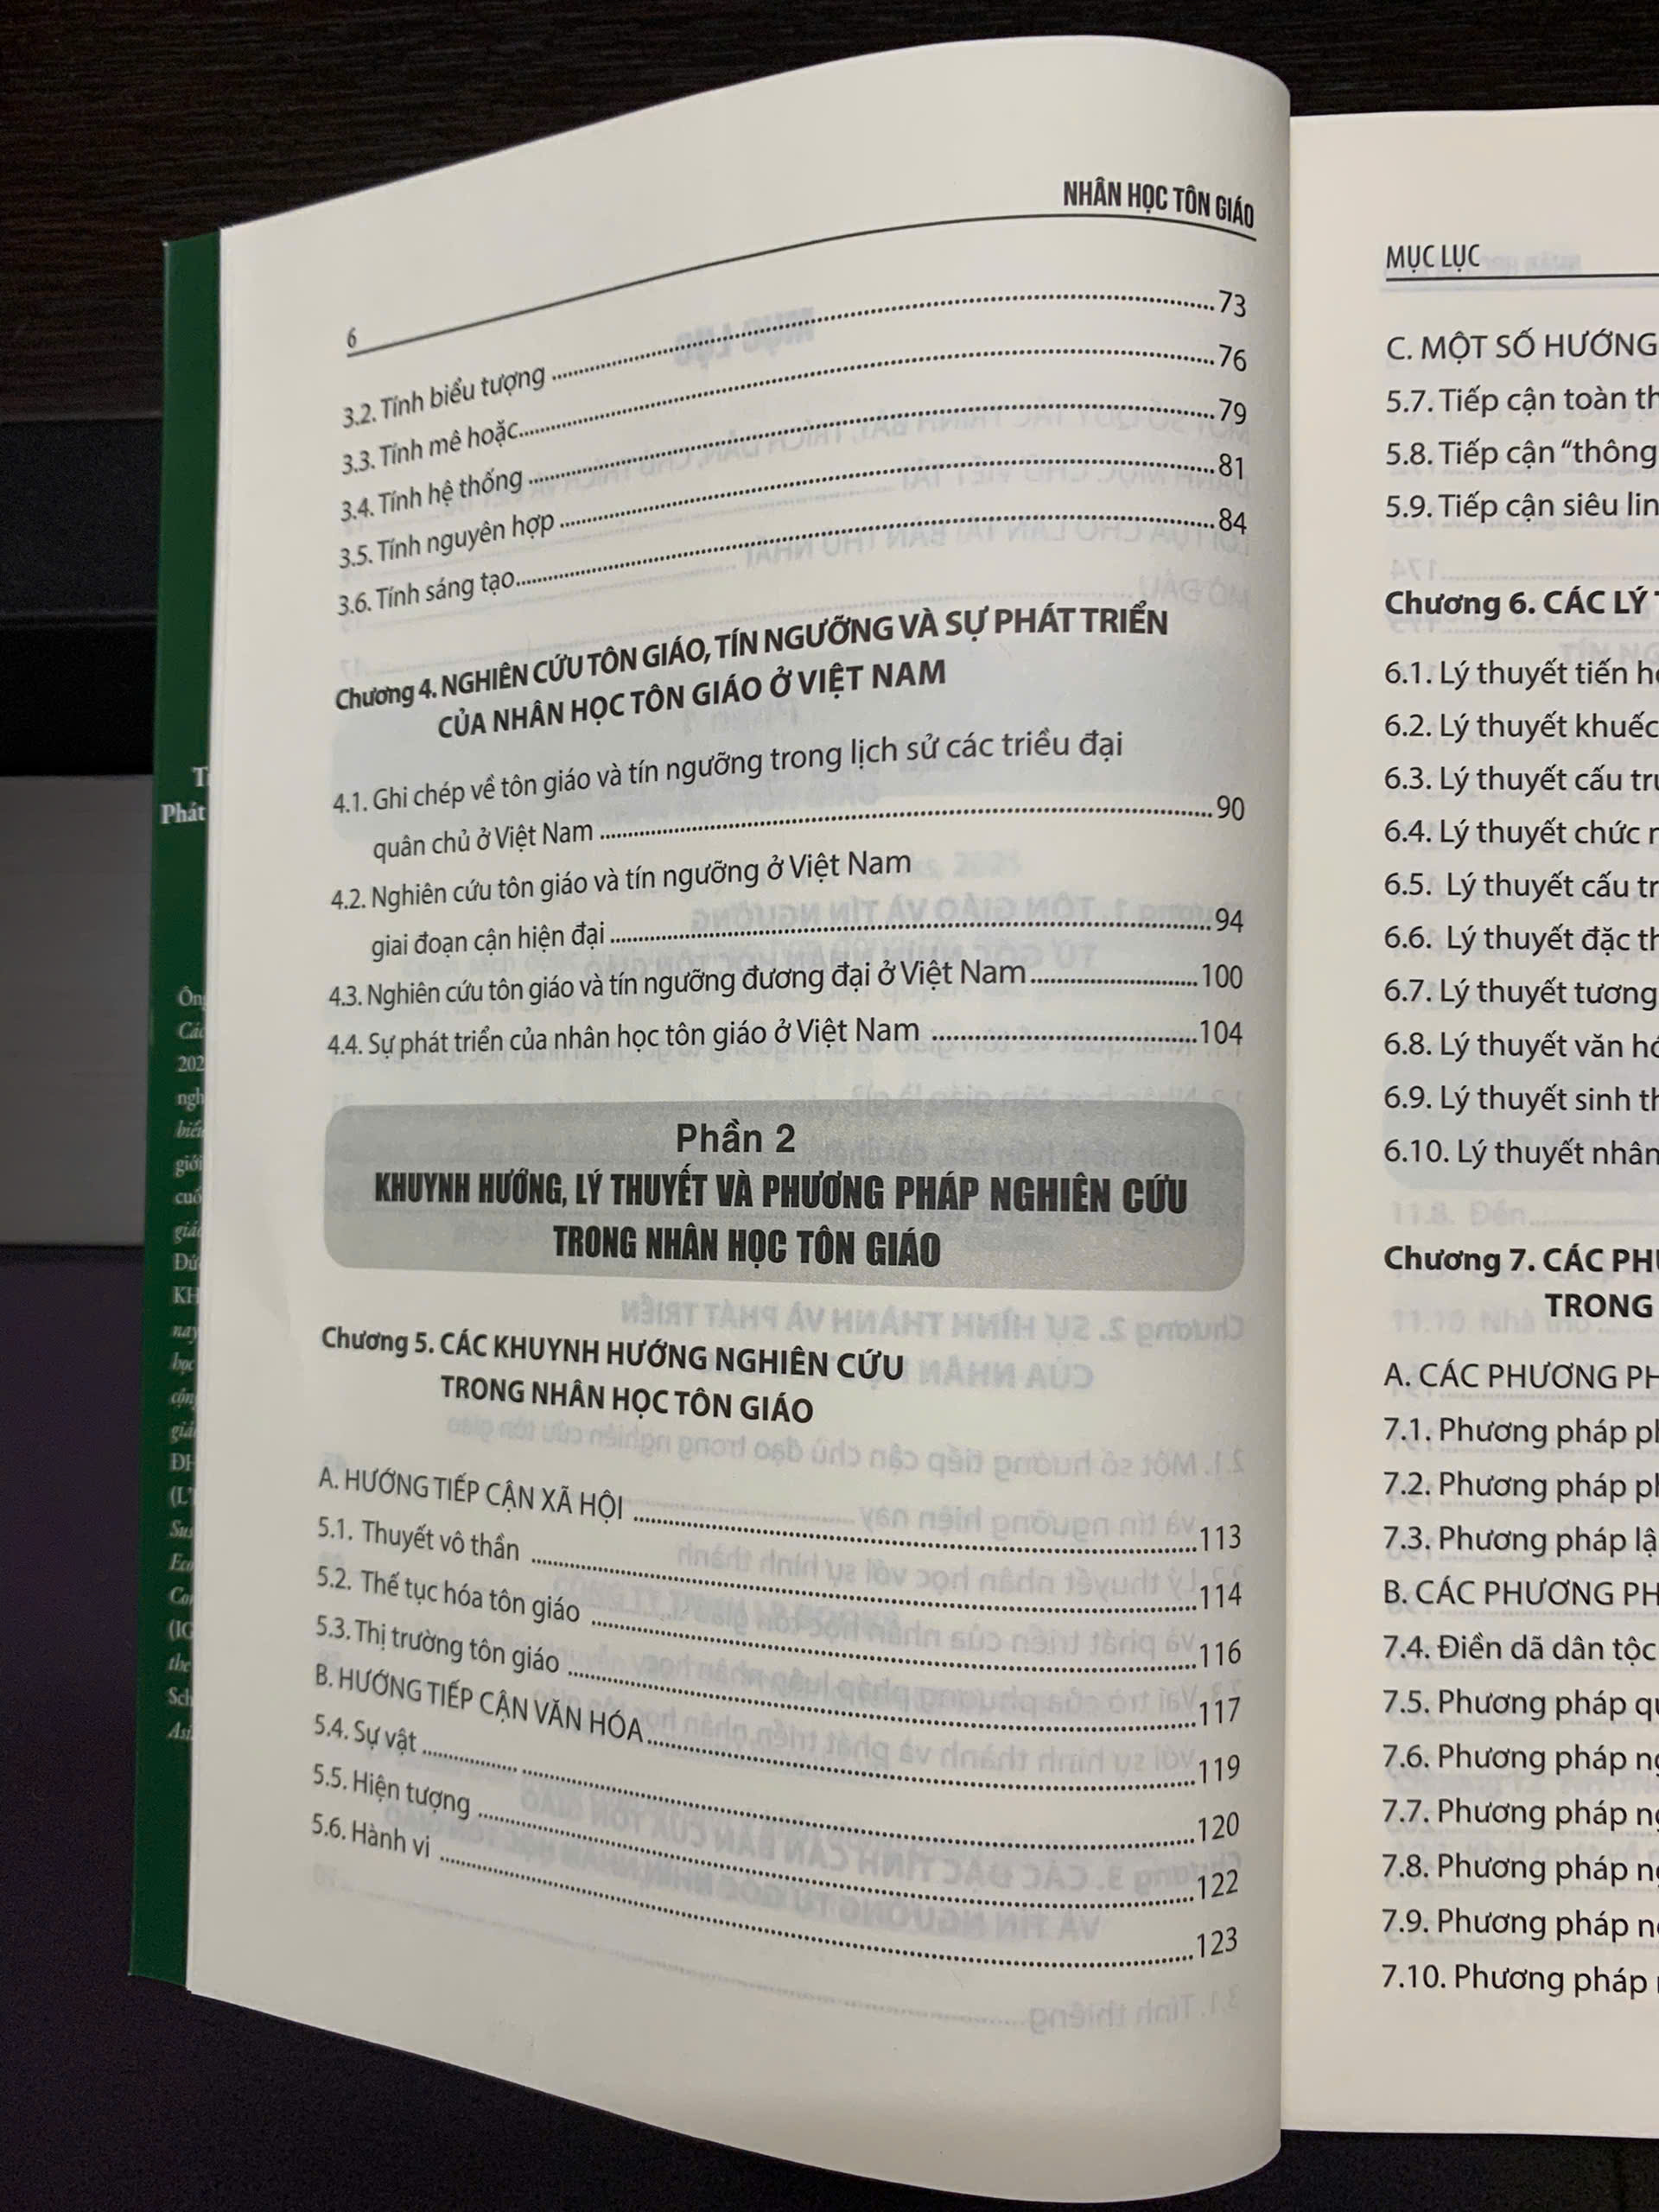 NHÂN HỌC TÔN GIÁO
6
3.2. Tính biểu tượng ........ 73
3.3. Tính mê hoặc ........ 76
3.4. Tính hệ thống ........ 79
3.5. Tính nguyên hợp ........ 81
3.6. Tính sáng tạo ........ 84
Chương 4. NGHIÊN CỨU TÔN GIÁO, TÍN NGƯỠNG VÀ SỰ PHÁT TRIỂN
CỦA NHÂN HỌC TÔN GIÁO Ở VIỆT NAM
4.1. Ghi chép về tôn giáo và tín ngưỡng trong lịch sử các triều đại
quân chủ ở Việt Nam ........ 90
4.2. Nghiên cứu tôn giáo và tín ngưỡng ở Việt Nam
giai đoạn cận hiện đại ........ 94
4.3. Nghiên cứu tôn giáo và tín ngưỡng đương đại ở Việt Nam ........ 100
4.4. Sự phát triển của nhân học tôn giáo ở Việt Nam ........ 104
Phần 2
KHUYNH HƯỚNG, LÝ THUYẾT VÀ PHƯƠNG PHÁP NGHIÊN CỨU
TRONG NHÂN HỌC TÔN GIÁO
Chương 5. CÁC KHUYNH HƯỚNG NGHIÊN CỨU
TRONG NHÂN HỌC TÔN GIÁO
A. HƯỚNG TIẾP CẬN XÃ HỘI ........ 113
5.1. Thuyết vô thần ........ 114
5.2. Thế tục hóa tôn giáo ........ 116
5.3. Thị trường tôn giáo ........ 117
B. HƯỚNG TIẾP CẬN VĂN HÓA ........ 119
5.4. Sự vật ........ 120
5.5. Hiện tượng ........ 122
5.6. Hành vi ........ 123
MỤC LỤC
C. MỘT SỐ HƯỚNG
5.7. Tiếp cận toàn
5.8. Tiếp cận "thông
5.9. Tiếp cận siêu
Chương 6. CÁC LÝ
6.1. Lý thuyết tiến
6.2. Lý thuyết
6.3. Lý thuyết cấu
6.4. Lý thuyết chức
6.5. Lý thuyết cấu
6.6. Lý thuyết đặc
6.7. Lý thuyết tương
6.8. Lý thuyết văn
6.9. Lý thuyết sinh
6.10. Lý thuyết nhân
Chương 7. CÁC
TRONG
A. CÁC PHƯƠNG
7.1. Phương pháp
7.2. Phương pháp
7.3. Phương pháp
B. CÁC PHƯƠNG
7.4. Điền dã dân tộc
7.5. Phương pháp
7.6. Phương pháp
7.7. Phương pháp
7.8. Phương pháp
7.9. Phương pháp
7.10. Phương pháp
Phát